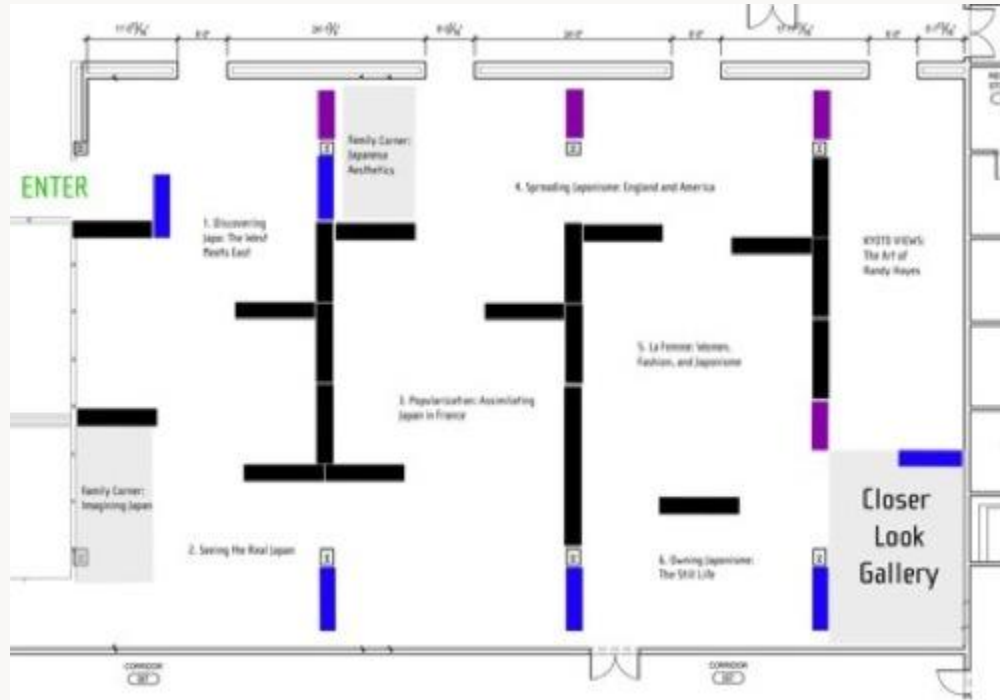 ENTER
Family Corner:
Japanese
Aesthetics
1. Discovering
Japan: The West
Meets East
4. Spreading Japonisme: England and America
KYOTO VIEWS:
The Art of
Randy Hayes
5. La Femme: Women,
Fashion, and Japonisme
3. Popularization: Assimilating
Japan in France
Family Corner:
Imagining Japan
2. Seeing the Real Japan
6. Owning Japonisme:
The Still Life
Closer
Look
Gallery
CORRIDOR
CORRIDOR